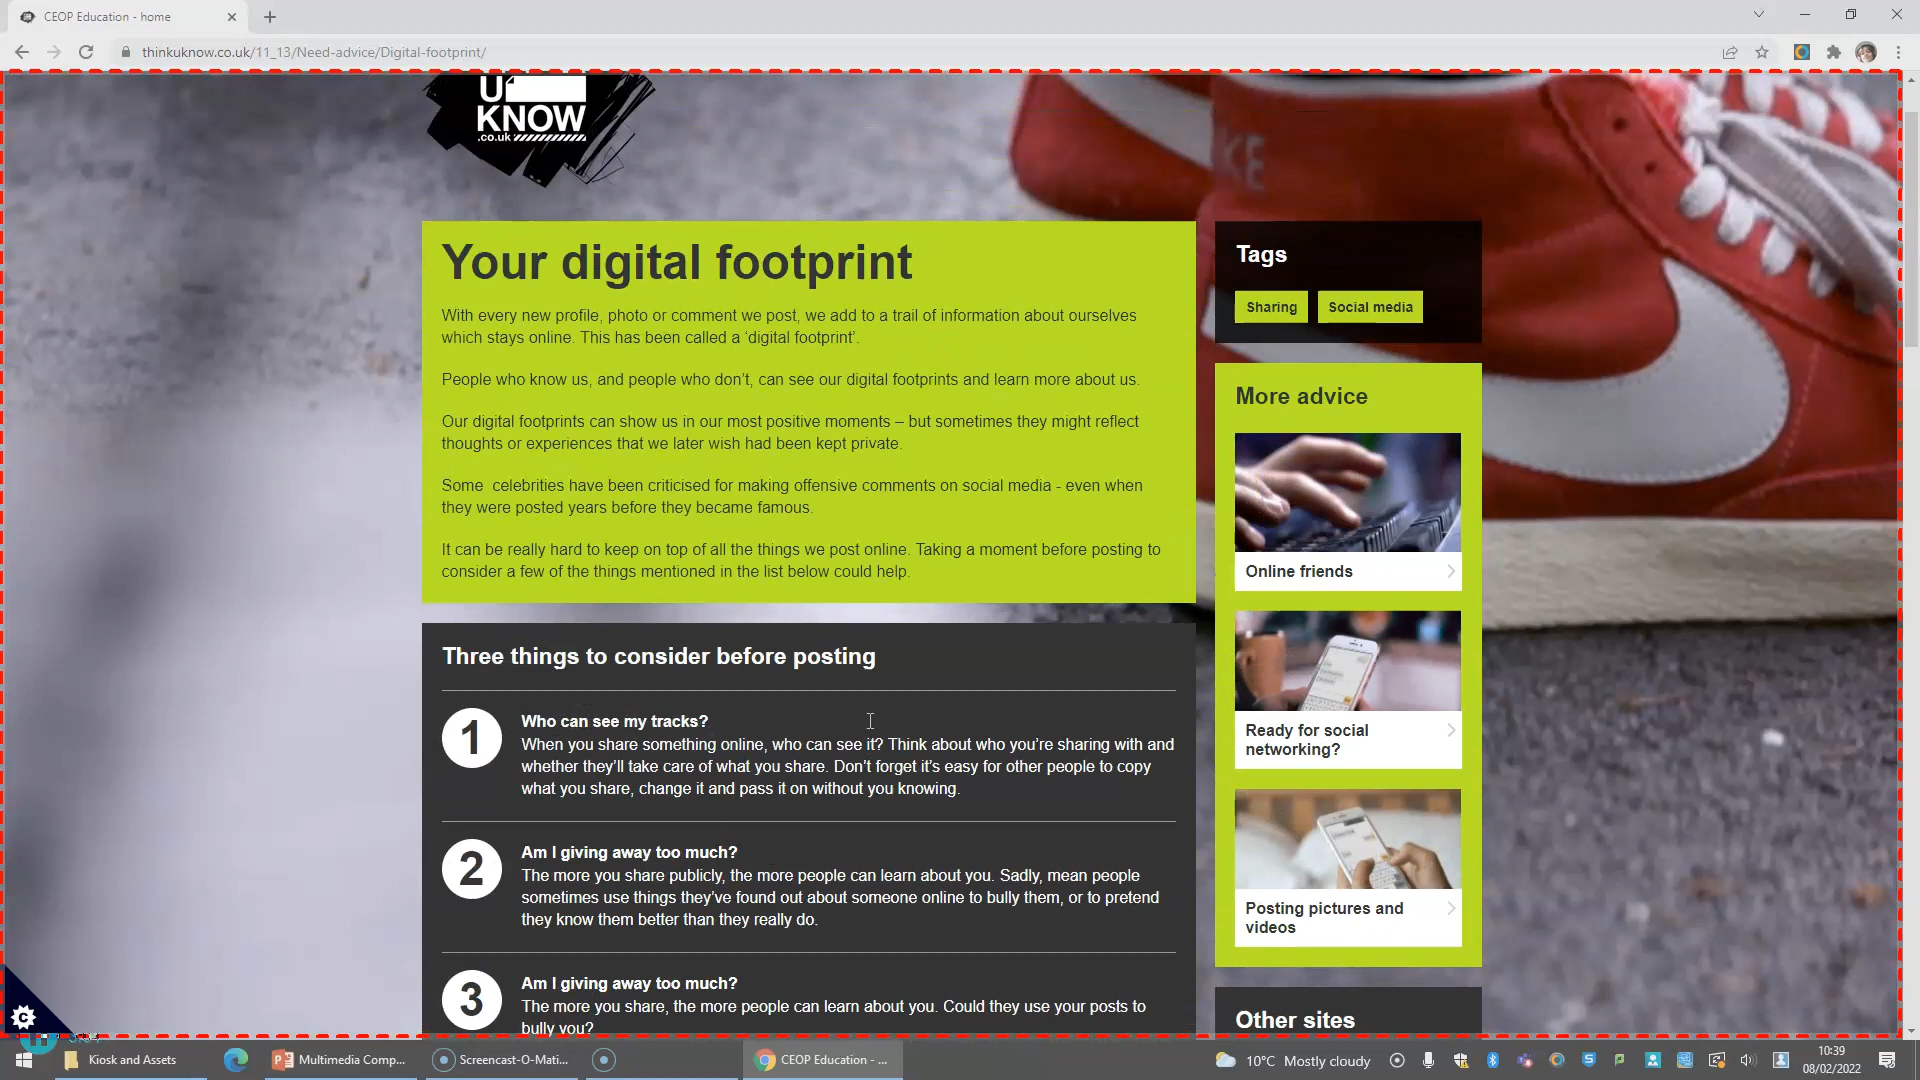 CEOP Education - home
thinkuknow.co.uk/11_13/Need-advice/Digital-footprint/
U
KNOW
.co.uk
Your digital footprint
With every new profile, photo or comment we post, we add to a trail of information about ourselves
which stays online. This has been called a ‘digital footprint’.
People who know us, and people who don’t, can see our digital footprints and learn more about us.
Our digital footprints can show us in our most positive moments – but sometimes they might reflect
thoughts or experiences that we later wish had been kept private.
Some  celebrities have been criticised for making offensive comments on social media - even when
they were posted years before they became famous.
It can be really hard to keep on top of all the things we post online. Taking a moment before posting to
consider a few of the things mentioned in the list below could help.
Three things to consider before posting
1
Who can see my tracks?
When you share something online, who can see it? Think about who you’re sharing with and
whether they’ll take care of what you share. Don’t forget it’s easy for other people to copy
what you share, change it and pass it on without you knowing.
2
Am I giving away too much?
The more you share publicly, the more people can learn about you. Sadly, mean people
sometimes use things they’ve found out about someone online to bully them, or to pretend
they know them better than they really do.
3
Am I giving away too much?
The more you share, the more people can learn about you. Could they use your posts to
bully you?
Tags
Sharing
Social media
More advice
Online friends
Ready for social
networking?
Posting pictures and
videos
Other sites
Kiosk and Assets
Multimedia Comp...
Screencast-O-Mati...
CEOP Education - ...
10°C Mostly cloudy
10:39
08/02/2022